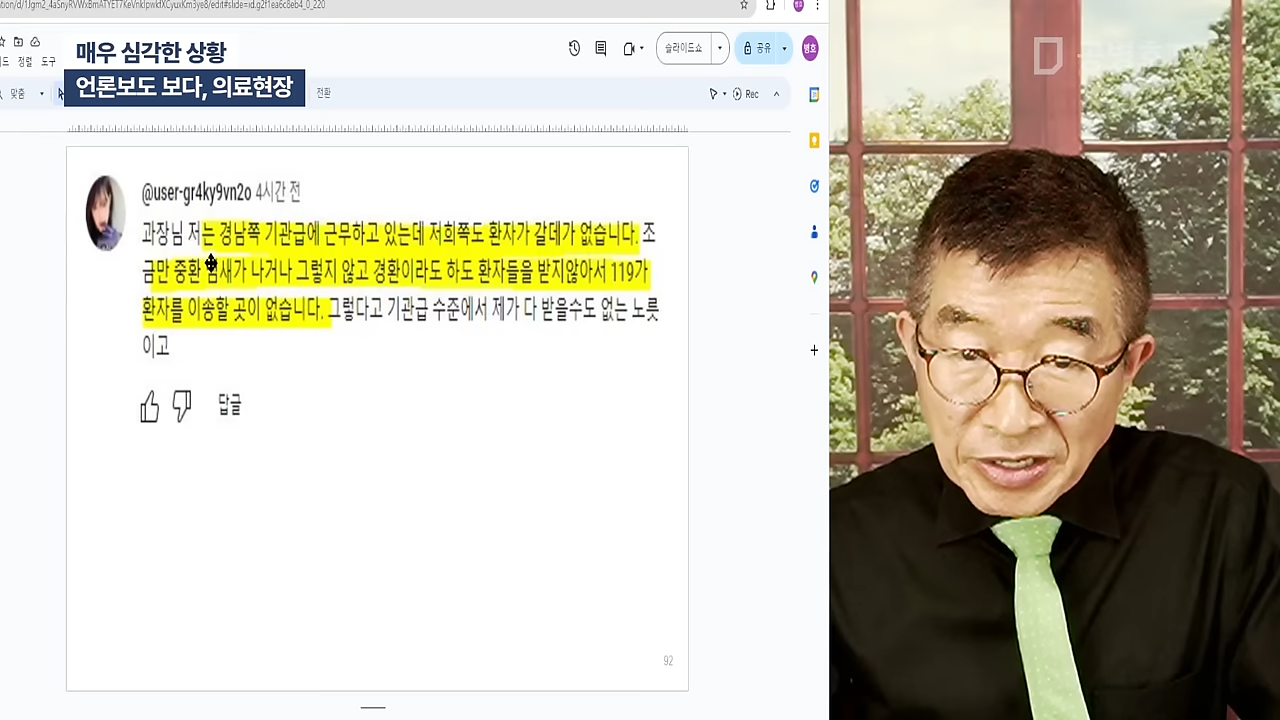 매우 심각한 상황
언론보도 보다, 의료현장
정렬 도구
슬라이드쇼
공유
병호
맞춤
전환
Rec
@user-gr4ky9vn2o 4시간 전
과장님 저는 경남쪽 기관급에 근무하고 있는데 저희쪽도 환자가 갈데가 없습니다. 조
금만 중환 냄새가 나거나 그렇지 않고 경환이라도 하도 환자들을 받지않아서 119가
환자를 이송할 곳이 없습니다. 그렇다고 기관급 수준에서 제가 다 받을수도 없는 노릇
이고
답글
92